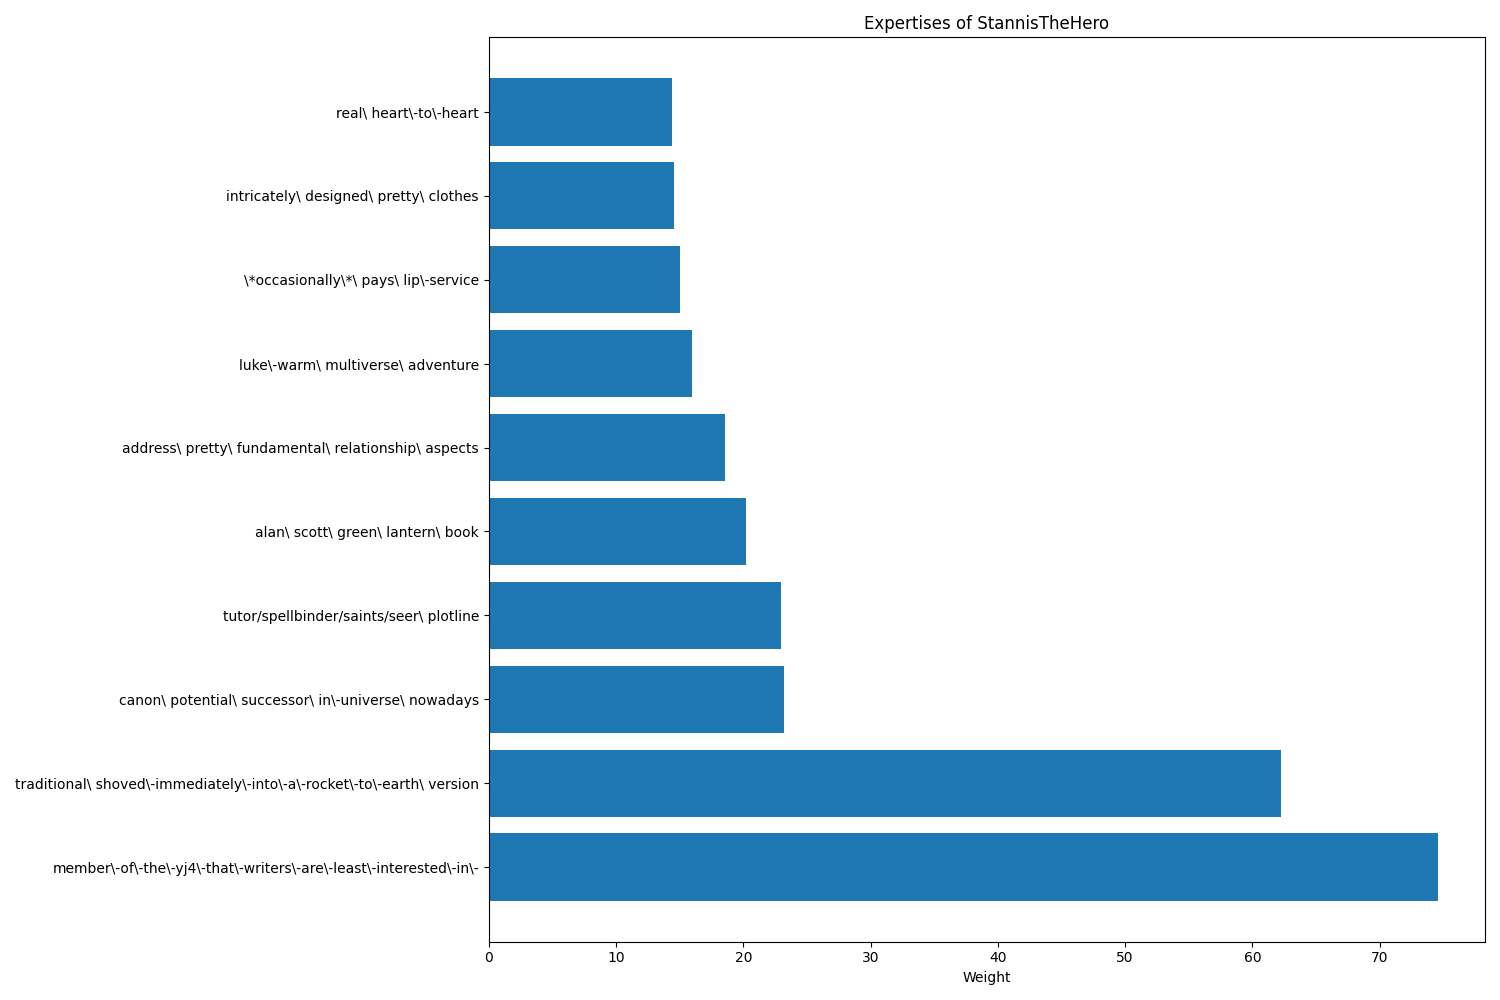 Expertises of StannisTheHero
real\ heart\-to\-heart
intricately\ designed\ pretty\ clothes
\*occasionally\*\ pays\ lip\-service
luke\-warm\ multiverse\ adventure
address\ pretty\ fundamental\ relationship\ aspects
alan\ scott\ green\ lantern\ book
tutor/spellbinder/saints/seer\ plotline
canon\ potential\ successor\ in\-universe\ nowadays
traditional\ shoved\-immediately\-into\-a\-rocket\-to\-earth\ version
member\-of\-the\-yj4\-that\-writers\-are\-least\-interested\-in\-
0 10 20 30 40 50 60 70
Weight